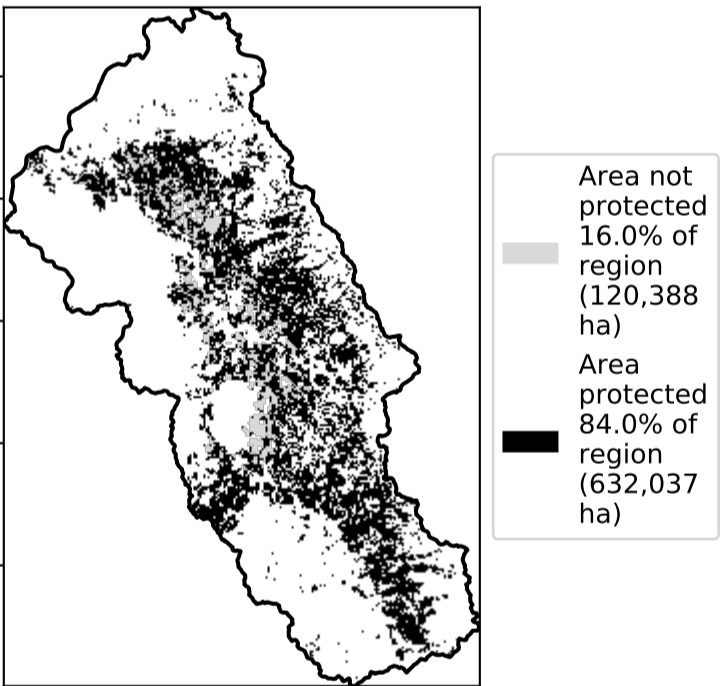 Area not
protected
16.0% of
region
(120,388
ha)
Area
protected
84.0% of
region
(632,037
ha)